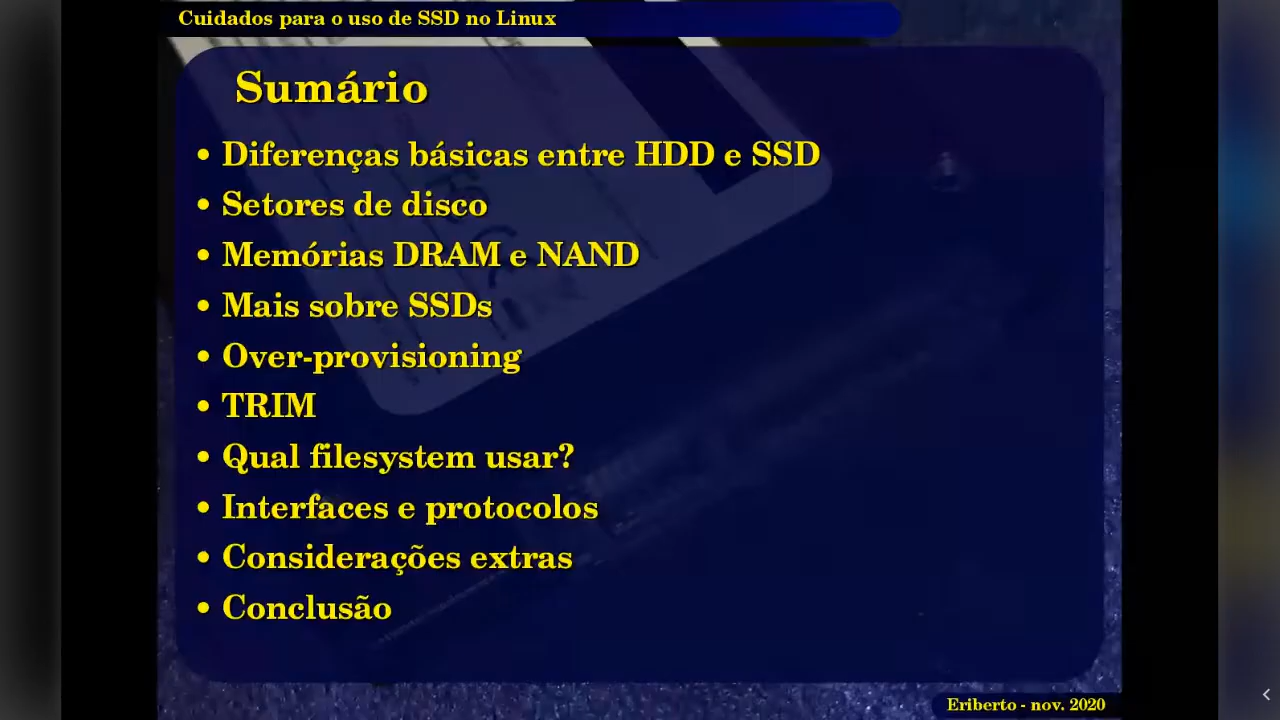 Cuidados para o uso de SSD no Linux
Sumário
• Diferenças básicas entre HDD e SSD
• Setores de disco
• Memórias DRAM e NAND
• Mais sobre SSDs
• Over-provisioning
• TRIM
• Qual filesystem usar?
• Interfaces e protocolos
• Considerações extras
• Conclusão
Eriberto - nov. 2020